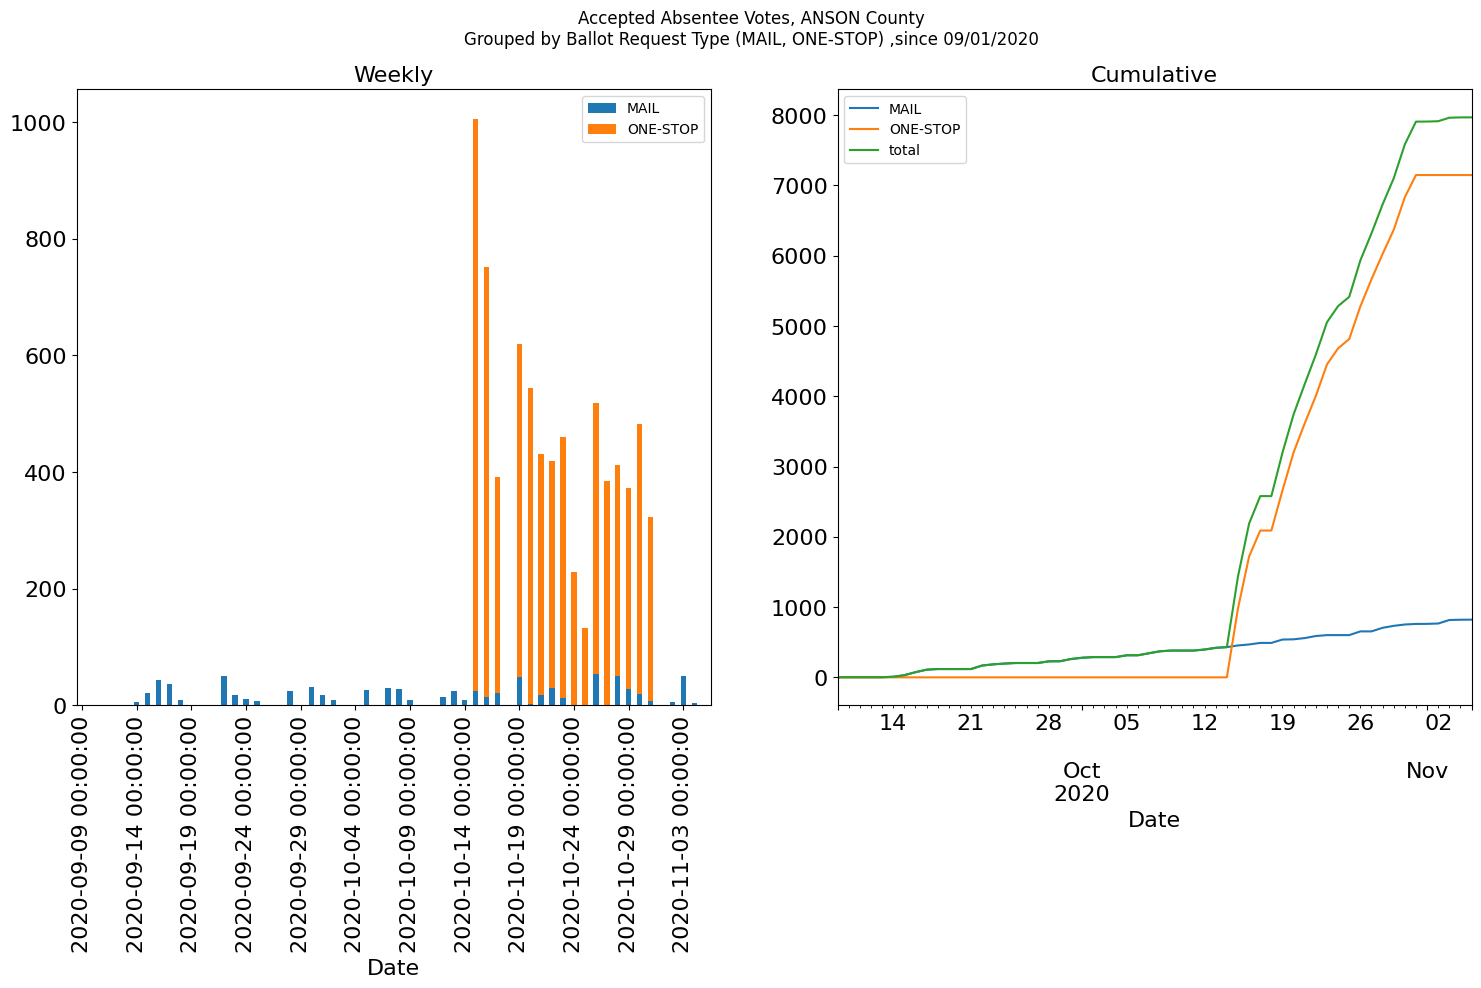 Accepted Absentee Votes, ANSON County
Grouped by Ballot Request Type (MAIL, ONE-STOP) ,since 09/01/2020
Weekly
MAIL
ONE-STOP
1000
800
600
400
200
0
2020-09-09 00:00:00
2020-09-14 00:00:00
2020-09-19 00:00:00
2020-09-24 00:00:00
2020-09-29 00:00:00
2020-10-04 00:00:00
2020-10-09 00:00:00
2020-10-14 00:00:00
2020-10-19 00:00:00
2020-10-24 00:00:00
2020-10-29 00:00:00
2020-11-03 00:00:00
Date
Cumulative
MAIL
ONE-STOP
total
8000
7000
6000
5000
4000
3000
2000
1000
0
14 21 28 05 12 19 26 02
Oct Nov
2020
Date